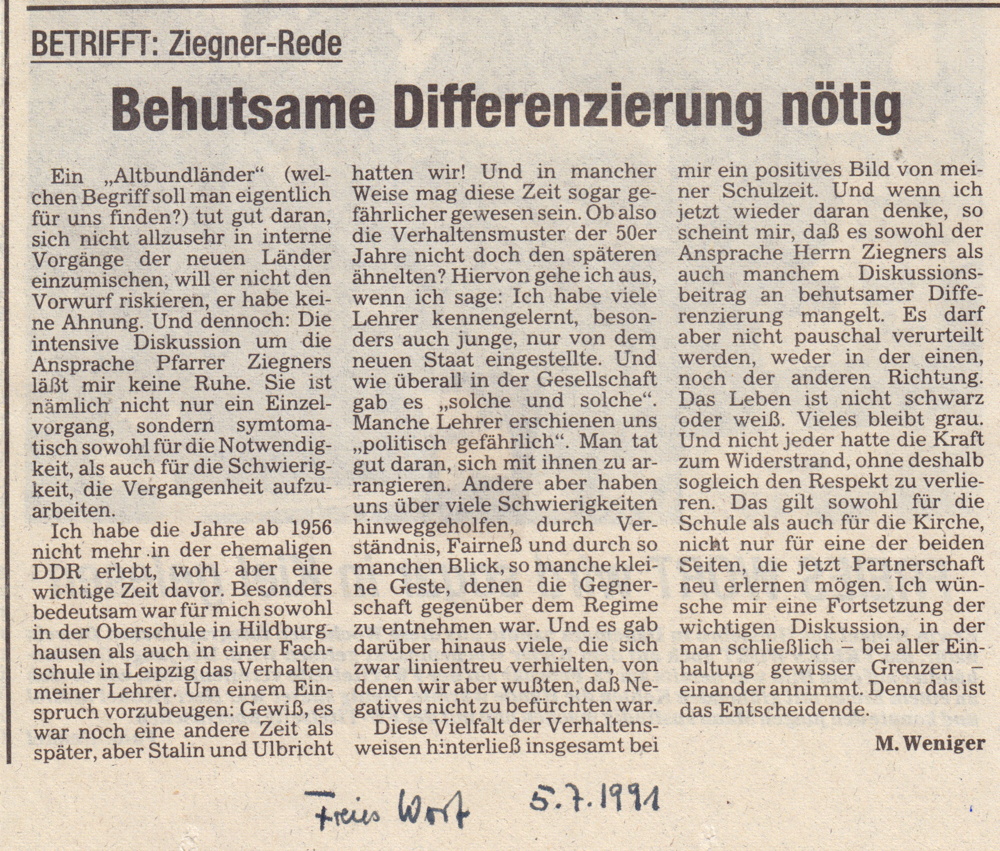 BETRIFFT: Ziegner-Rede
Behutsame Differenzierung nötig
Ein „Altbundländer“ (wel-
chen Begriff soll man eigentlich
für uns finden?) tut gut daran,
sich nicht allzusehr in interne
Vorgänge der neuen Länder
einzumischen, will er nicht den
Vorwurf riskieren, er habe kei-
ne Ahnung. Und dennoch: Die
intensive Diskussion um die
Ansprache Pfarrer Ziegners
läßt mir keine Ruhe. Sie ist
nämlich nicht nur ein Einzel-
vorgang, sondern symtoma-
tisch sowohl für die Notwendig-
keit, als auch für die Schwierig-
keit, die Vergangenheit aufzu-
arbeiten.
Ich habe die Jahre ab 1956
nicht mehr in der ehemaligen
DDR erlebt, wohl aber eine
wichtige Zeit davor. Besonders
bedeutsam war für mich sowohl
in der Oberschule in Hildburg-
hausen als auch in einer Fach-
schule in Leipzig das Verhalten
meiner Lehrer. Um einem Ein-
spruch vorzubeugen: Gewiß, es
war noch eine andere Zeit als
später, aber Stalin und Ulbricht
hatten wir! Und in mancher
Weise mag diese Zeit sogar ge-
fährlicher gewesen sein. Ob also
die Verhaltensmuster der 50er
Jahre nicht doch den späteren
ähnelten? Hiervon gehe ich aus,
wenn ich sage: Ich habe viele
Lehrer kennengelernt, beson-
ders auch junge, nur von dem
neuen Staat eingestellte. Und
wie überall in der Gesellschaft
gab es „solche und solche“.
Manche Lehrer erschienen uns
„politisch gefährlich“. Man tat
gut daran, sich mit ihnen zu ar-
rangieren. Andere aber haben
uns über viele Schwierigkeiten
hinweggeholfen, durch Ver-
ständnis, Fairneß und durch so
manchen Blick, so manche klei-
ne Geste, denen die Gegner-
schaft gegenüber dem Regime
zu entnehmen war. Und es gab
darüber hinaus viele, die sich
zwar linientreu verhielten, von
denen wir aber wußten, daß Ne-
gatives nicht zu befürchten war.
Diese Vielfalt der Verhaltens-
weisen hinterließ insgesamt bei
mir ein positives Bild von mei-
ner Schulzeit. Und wenn ich
jetzt wieder daran denke, so
scheint mir, daß es sowohl der
Ansprache Herrn Ziegners als
auch manchem Diskussions-
beitrag an behutsamer Diffe-
renzierung mangelt. Es darf
aber nicht pauschal verurteilt
werden, weder in der einen,
noch der anderen Richtung.
Das Leben ist nicht schwarz
oder weiß. Vieles bleibt grau.
Und nicht jeder hatte die Kraft
zum Widerstrand, ohne deshalb
sogleich den Respekt zu verlie-
ren. Das gilt sowohl für die
Schule als auch für die Kirche,
nicht nur für eine der beiden
Seiten, die jetzt Partnerschaft
neu erlernen mögen. Ich wün-
sche mir eine Fortsetzung der
wichtigen Diskussion, in der
man schließlich – bei aller Ein-
haltung gewisser Grenzen –
einander annimmt. Denn das ist
das Entscheidende.
M. Weniger
Freies Wort 5.7.1991